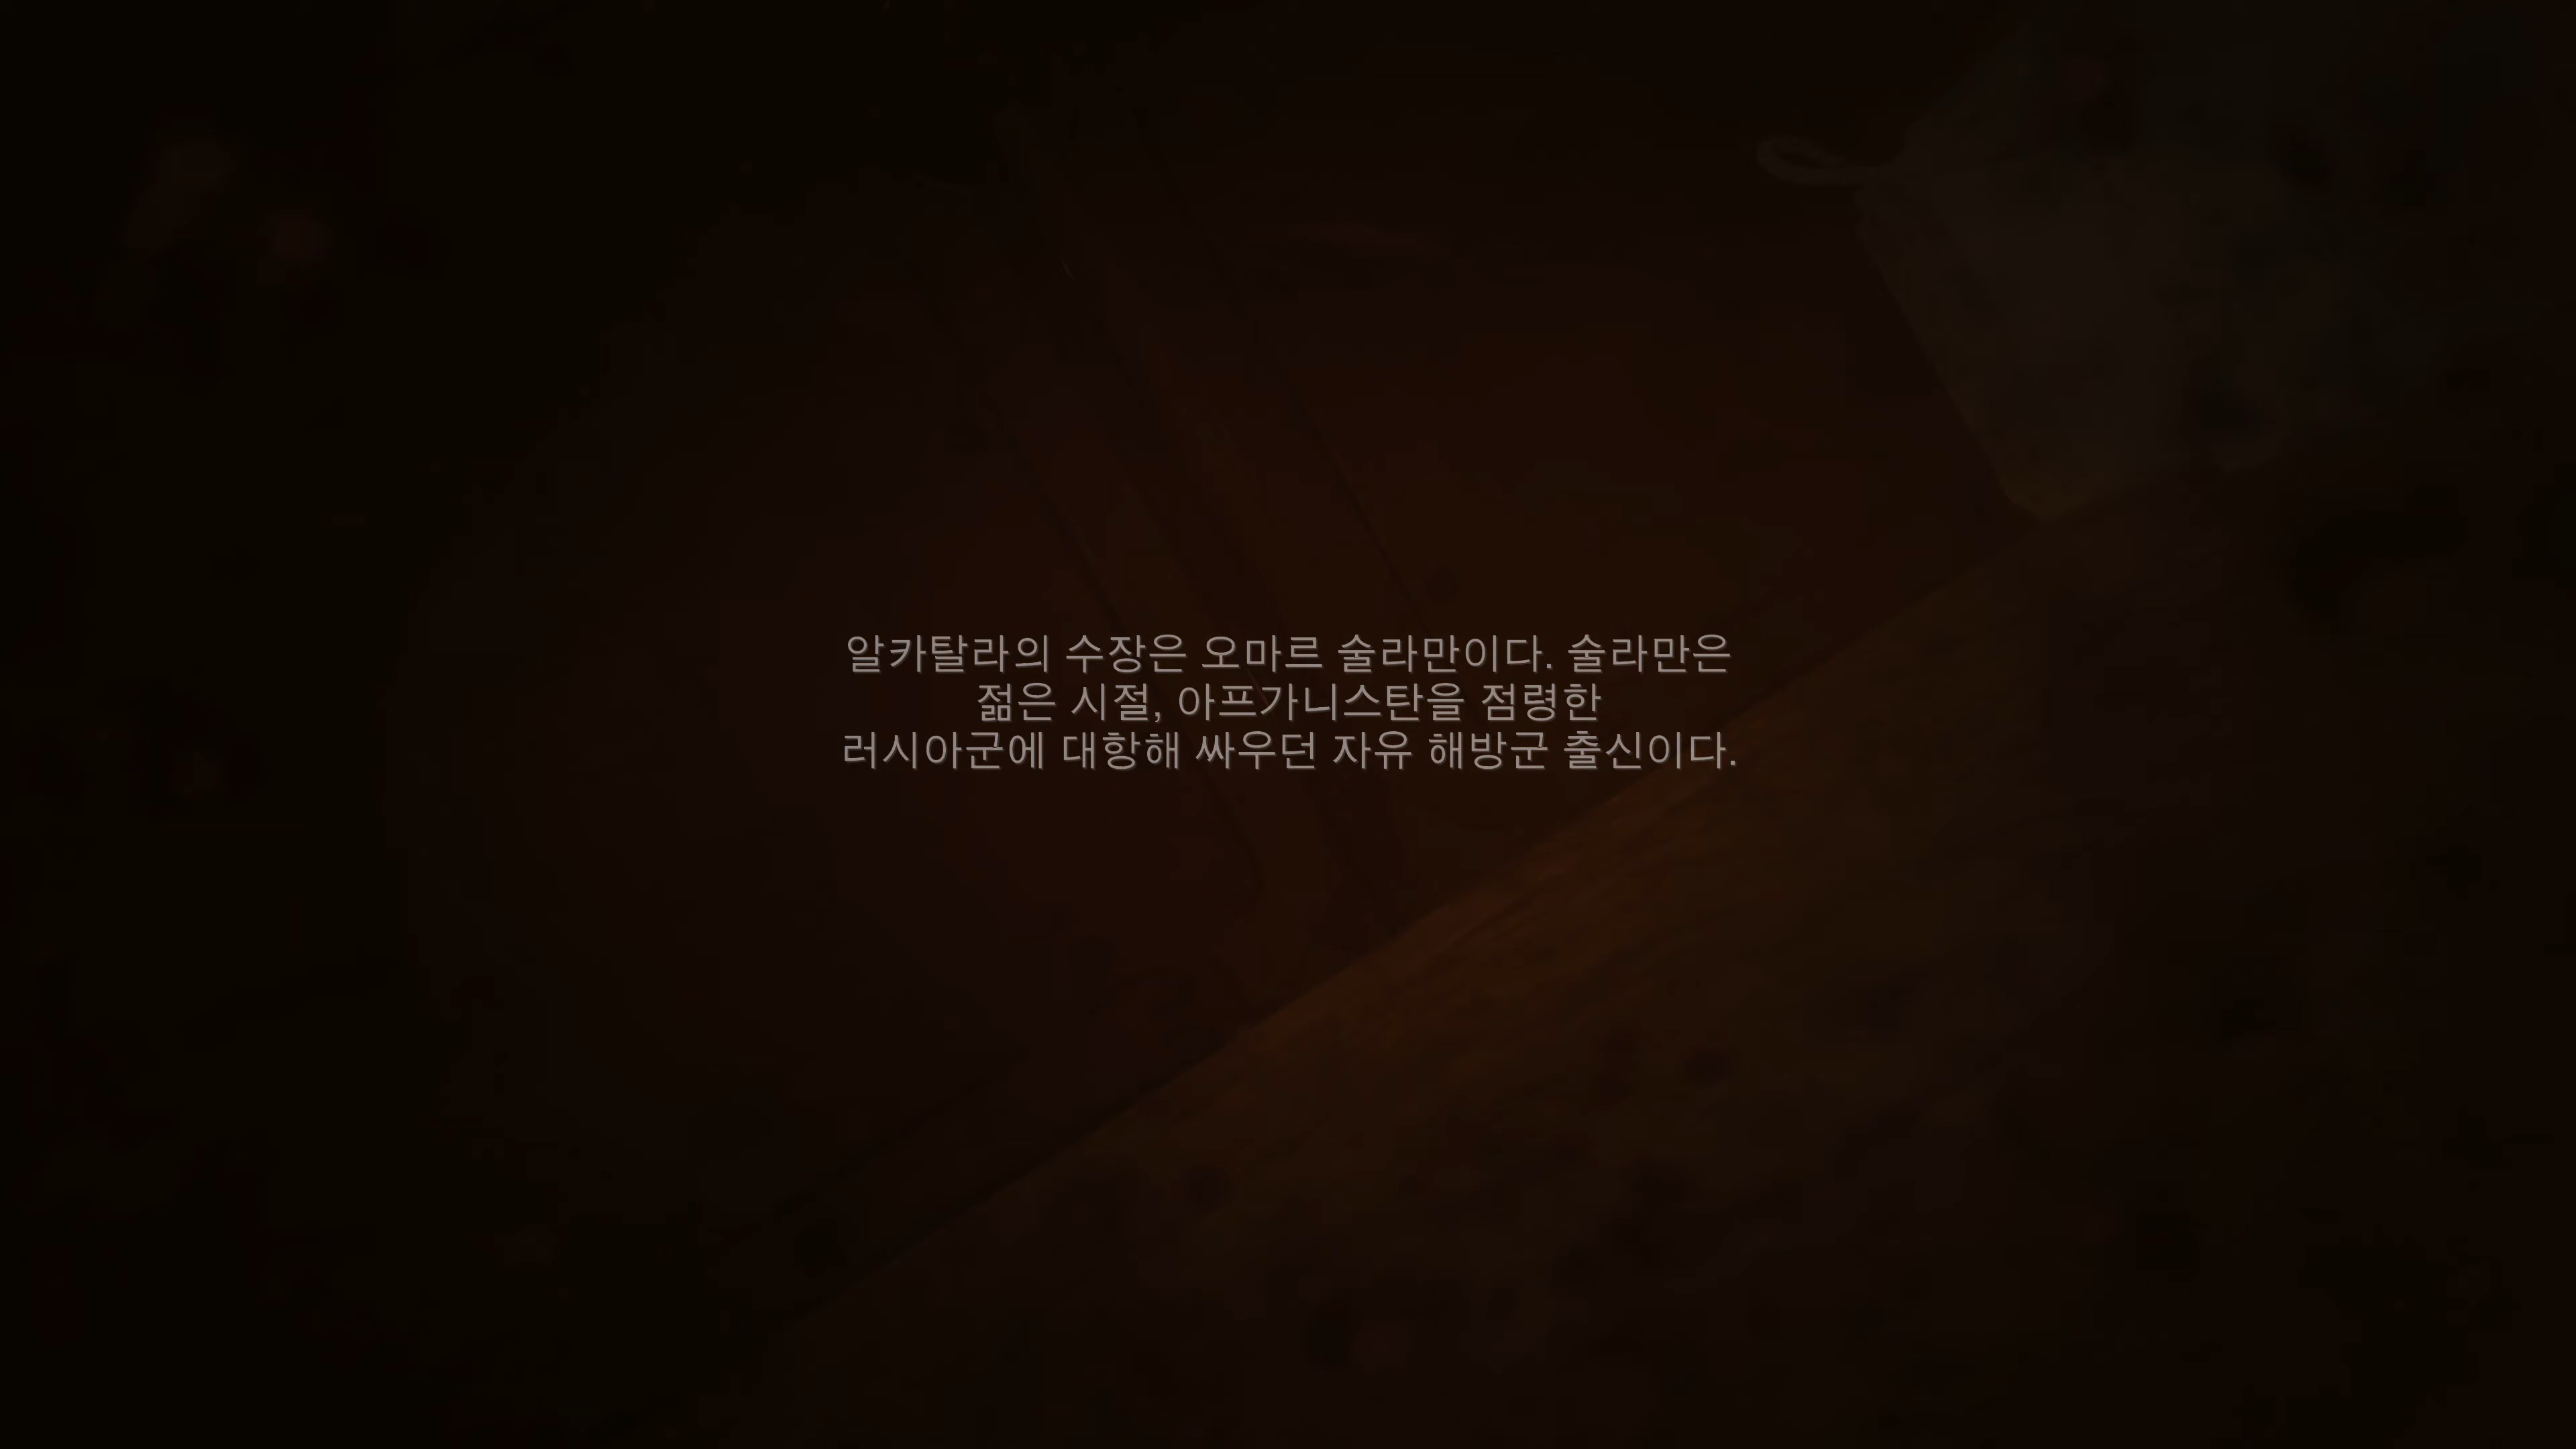 알카탈라의 수장은 오마르 술라만이다. 술라만은
젊은 시절, 아프가니스탄을 점령한
러시아군에 대항해 싸우던 자유 해방군 출신이다.